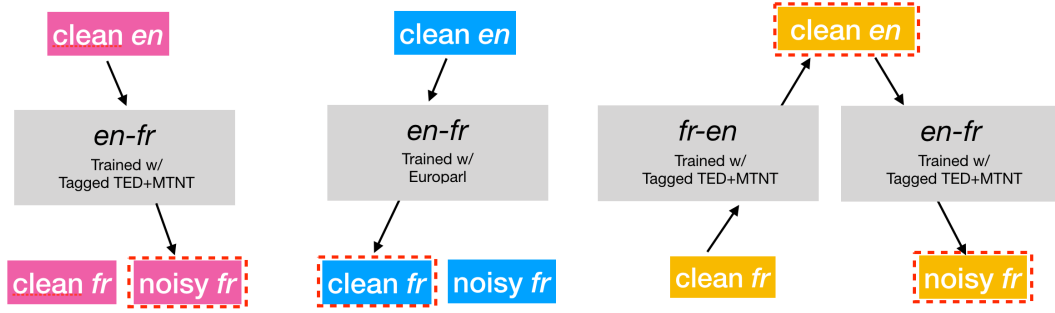 clean en
en-fr
Trained w/
Tagged TED+MTNT
clean fr
noisy fr
clean en
en-fr
Trained w/
Europarl
clean fr
noisy fr
clean en
fr-en
Trained w/
Tagged TED+MTNT
en-fr
Trained w/
Tagged TED+MTNT
clean fr
noisy fr